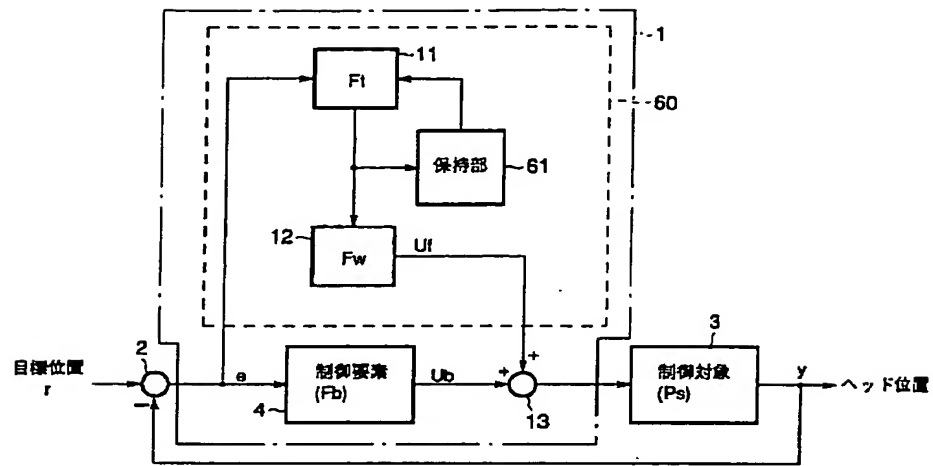 1
11
Ft
60
保持部
61
12
Fw
Uf
3
目標位置
r
2
e
制御要素
(Fb)
4
Ub
+
+
13
制御対象
(Ps)
y
ヘッド位置
−